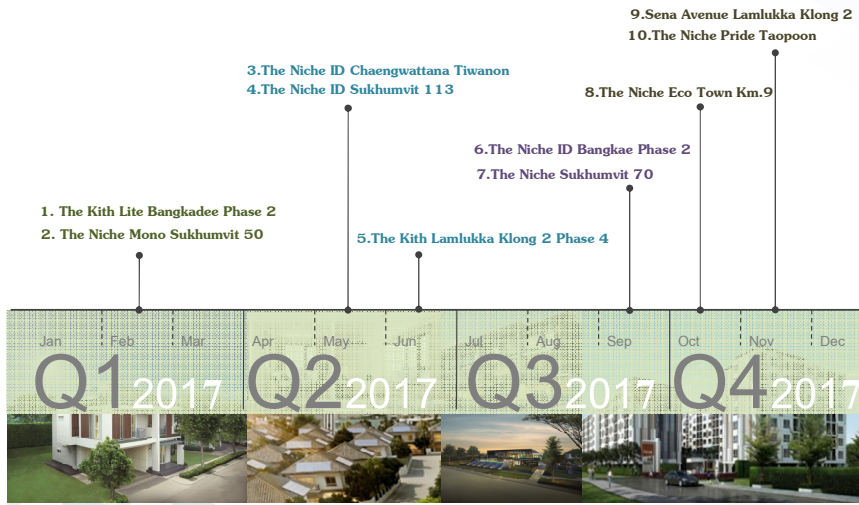 9.Sena Avenue Lamlukka Klong 2
10.The Niche Pride Taopoon
3.The Niche ID Chaengwattana Tiwanon
4.The Niche ID Sukhumvit 113
8.The Niche Eco Town Km.9
6.The Niche ID Bangkae Phase 2
7.The Niche Sukhumvit 70
1. The Kith Lite Bangkadee Phase 2
2. The Niche Mono Sukhumvit 50
5.The Kith Lamlukka Klong 2 Phase 4
Jan Feb Mar Apr May Jun Jul Aug Sep Oct Nov Dec
Q1 2017 Q2 2017 Q3 2017 Q4 2017